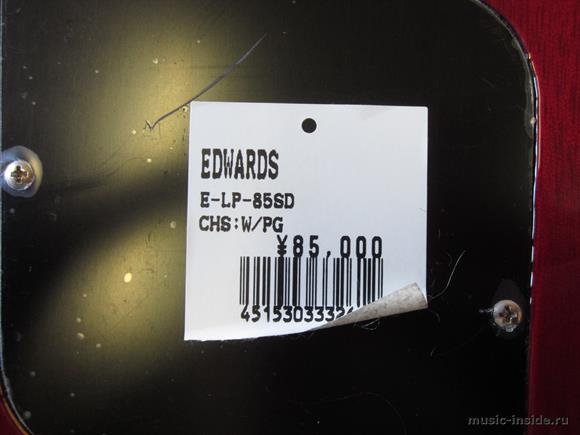 EDWARDS
E-LP-85SD
CHS:W/PG
¥85,000
music-inside.ru